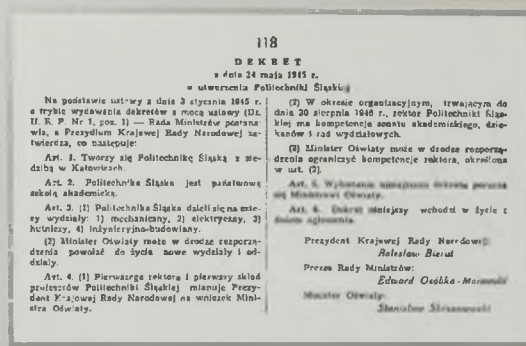 118
DEKRET
z dnia 24 maja 1945 r.
o utworzeniu Politechniki Śląskiej
Na podstawie ustawy z dnia 3 stycznia 1945 r.
o trybie wydawania dekretów z mocą ustawy (Dz.
U. R. P. Nr 1, poz. 1) — Rada Ministrów postana-
wia, a Prezydium Krajowej Rady Narodowej za-
twierdza, co następuje:
Art. 1. Tworzy się Politechnikę Śląską z sie-
dzibą w Katowicach.
Art. 2. Politechnika Śląska jest państwową
szkołą akademicką.
Art. 3. (1) Politechnika Śląska dzieli się na czte-
ry wydziały: 1) mechaniczny, 2) elektryczny, 3)
hutniczy, 4) inżynieryjno-budowlany.
(2) Minister Oświaty może w drodze rozporzą-
dzenia powołać do życia nowe wydziały i od-
działy.
Art. 4. (1) Pierwszego rektora i pierwszy skład
profesorów Politechniki Śląskiej mianuje Prezy-
dent Krajowej Rady Narodowej na wniosek Mini-
stra Oświaty.
(2) W okresie organizacyjnym, trwającym do
dnia 30 sierpnia 1946 r., rektor Politechniki Ślą-
skiej ma kompetencje senatu akademickiego, dzie-
kanów i rad wydziałowych.
(3) Minister Oświaty może w drodze rozporzą-
dzenia ograniczyć kompetencje rektora, określone
w ust. (2).
Art. 5. Wykonanie niniejszego dekretu porucza
się Ministrowi Oświaty.
Art. 6. Dekret niniejszy wchodzi w życie z
dniem ogłoszenia.
Prezydent Krajowej Rady Narodowej:
Bolesław Bierut
Prezes Rady Ministrów:
Edward Osóbka-Morawski
Minister Oświaty:
Stanisław Skrzeszewski